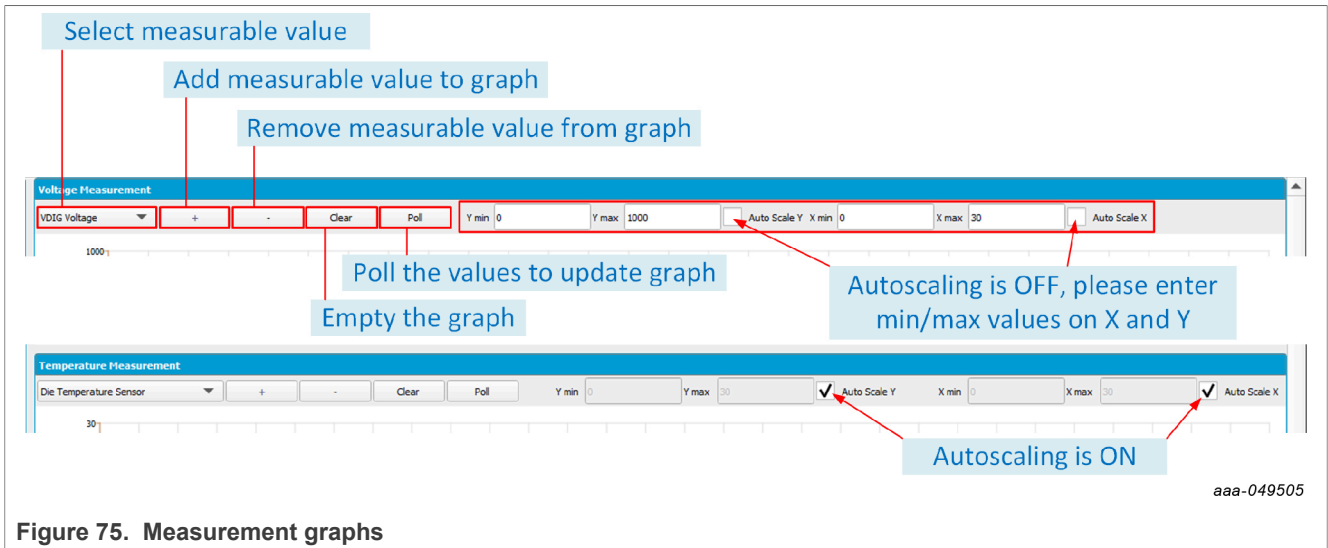 Select measurable value
Add measurable value to graph
Remove measurable value from graph
Voltage Measurement
VDIG Voltage + - Clear Poll Y min 0 Y max 1000 Auto Scale Y X min 0 X max 30 Auto Scale X
1000
Poll the values to update graph
Empty the graph
Autoscaling is OFF, please enter
min/max values on X and Y
Temperature Measurement
Die Temperature Sensor + - Clear Poll Y min 0 Y max 30 Auto Scale Y X min 0 X max 30 Auto Scale X
30
Autoscaling is ON
aaa-049505
Figure 75. Measurement graphs